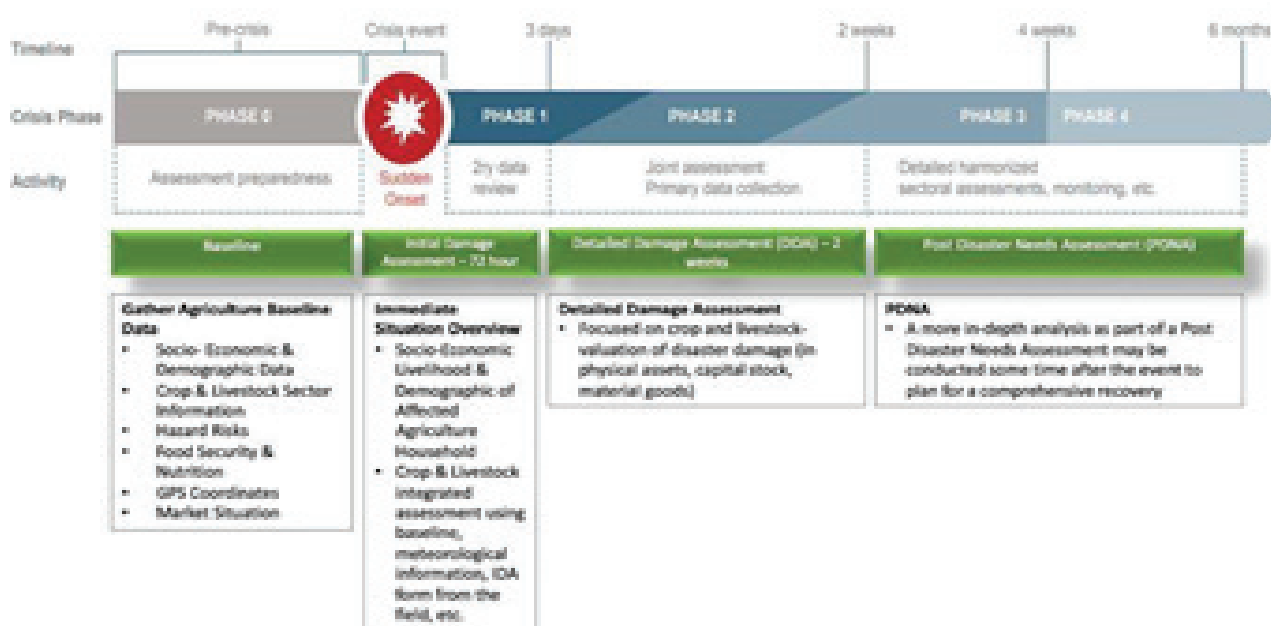 Timeline
Pre-crisis
Crisis event
3 days
2 weeks
4 weeks
6 months
Crisis Phase
PHASE 0
PHASE 1
PHASE 2
PHASE 3
PHASE 4
Activity
Assessment preparedness
Sudden
Onset
2ry data
review
Joint assessment
Primary data collection
Detailed harmonized
sectoral assessments, monitoring, etc.
Baseline
Initial Damage
Assessment – 72 hour
Detailed Damage Assessment (DDA) – 2
weeks
Post Disaster Needs Assessment (PDNA)
Gather Agriculture Baseline
Data
• Socio- Economic &
Demographic Data
• Crop & Livestock Sector
Information
• Hazard Risks
• Food Security &
Nutrition
• GPS Coordinates
• Market Situation
Immediate
Situation Overview
• Socio-Economic
Livelihood &
Demographic of
Affected
Agriculture
Household
• Crop & Livestock
integrated
assessment using
baseline,
meteorological
information, IDA
form from the
field, etc.
Detailed Damage Assessment
• Focused on crop and livestock-
valuation of disaster damage (in
physical assets, capital stock,
material goods)
PDNA
• A more in-depth analysis as part of a Post
Disaster Needs Assessment may be
conducted some time after the event to
plan for a comprehensive recovery